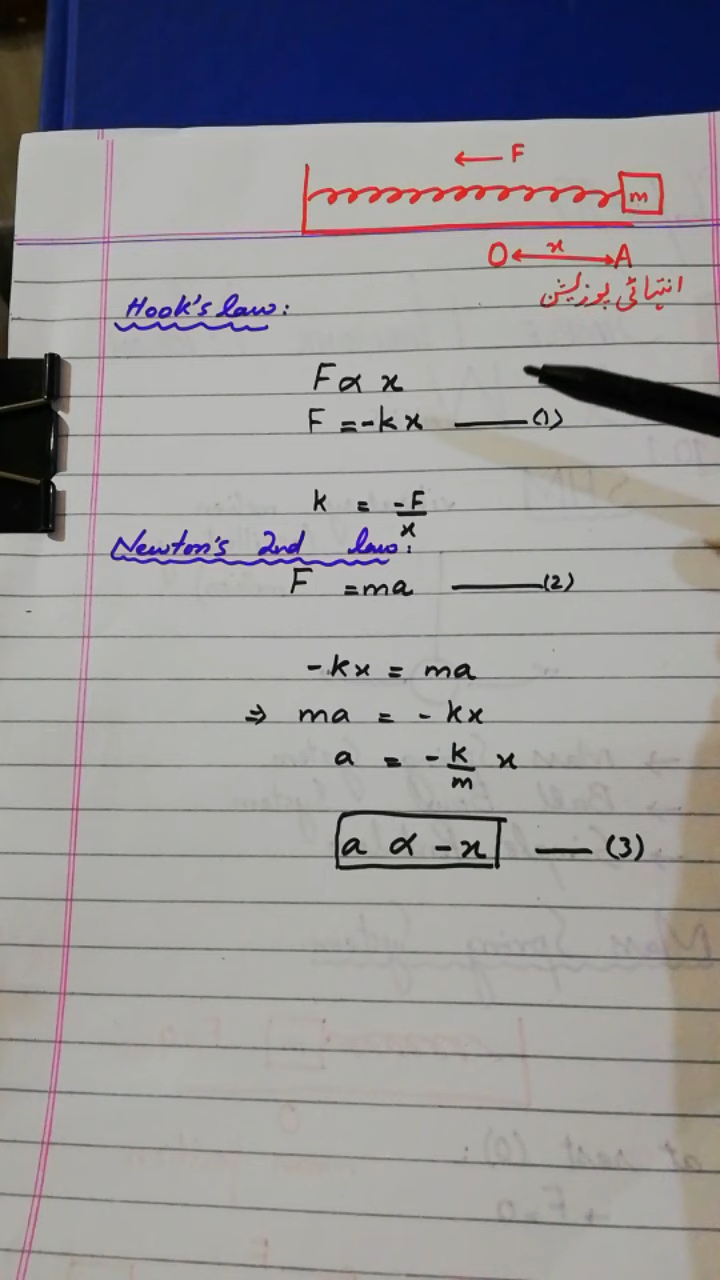 ← F
m
O x A
انتہائی پوزیشن
Hook's law:
F ∝ x
F = -kx ——— (1)
k = -F/x
Newton's 2nd law:
F = ma ——— (2)
-kx = ma
⇒ ma = -kx
a = - k/m x
a ∝ -x — (3)